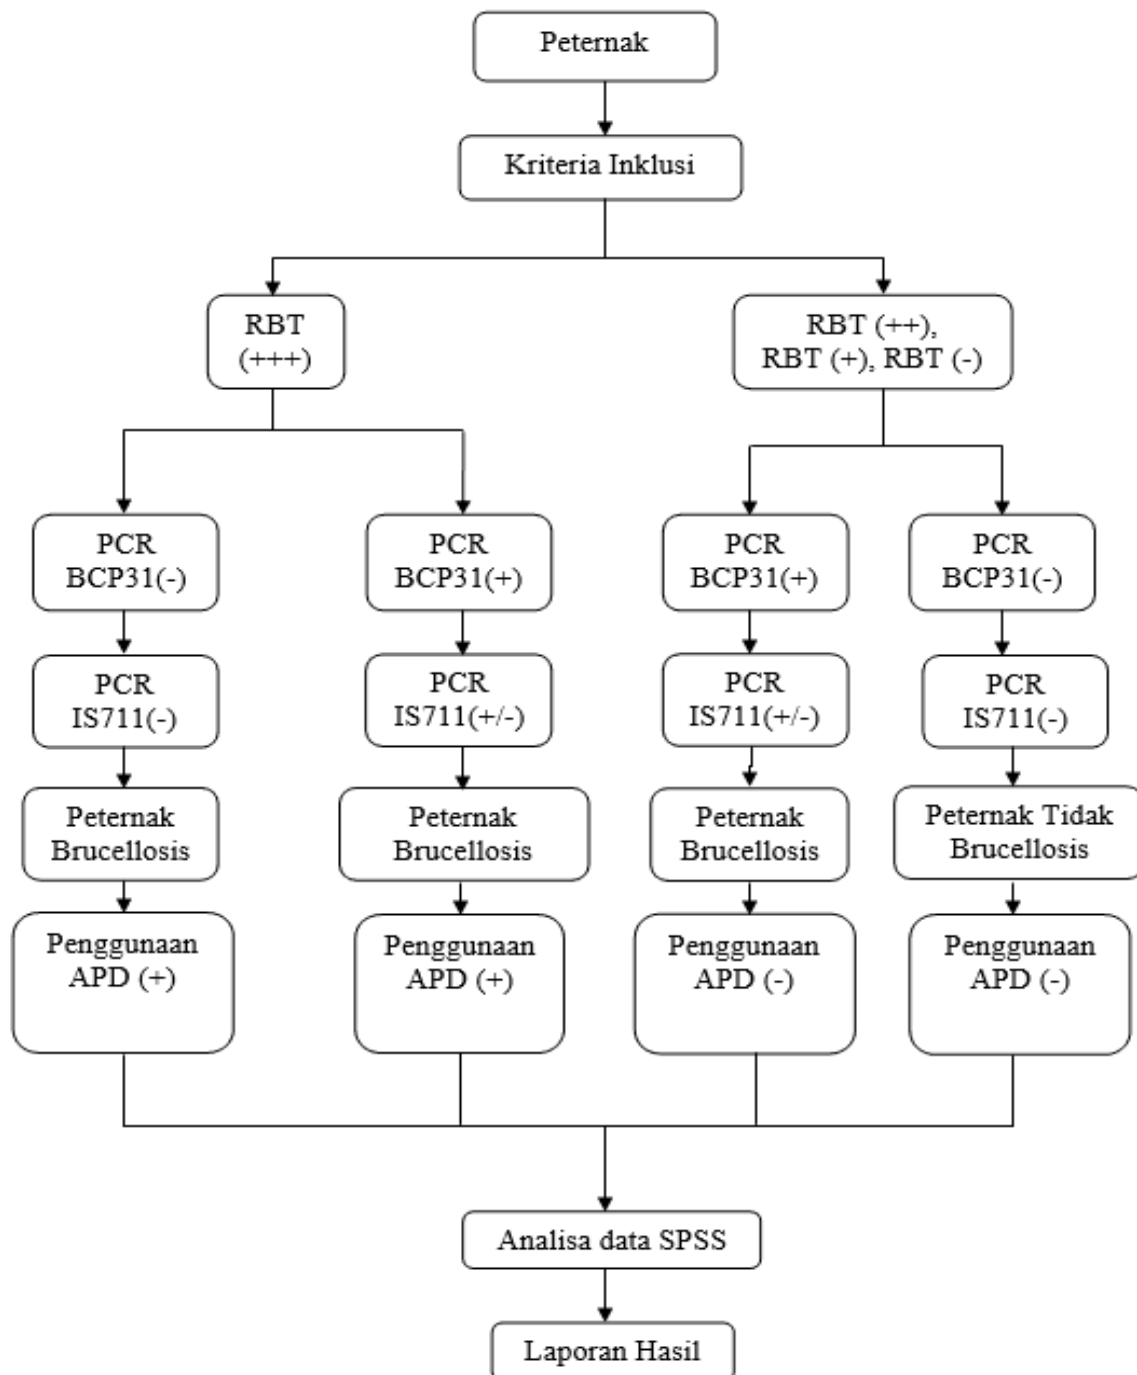 Peternak
Kriteria Inklusi
RBT
(+++)
RBT (++),
RBT (+), RBT (-)
PCR
BCP31(-)
PCR
BCP31(+)
PCR
BCP31(+)
PCR
BCP31(-)
PCR
IS711(-)
PCR
IS711(+/-)
PCR
IS711(+/-)
PCR
IS711(-)
Peternak
Brucellosis
Peternak
Brucellosis
Peternak
Brucellosis
Peternak Tidak
Brucellosis
Penggunaan
APD (+)
Penggunaan
APD (+)
Penggunaan
APD (-)
Penggunaan
APD (-)
Analisa data SPSS
Laporan Hasil